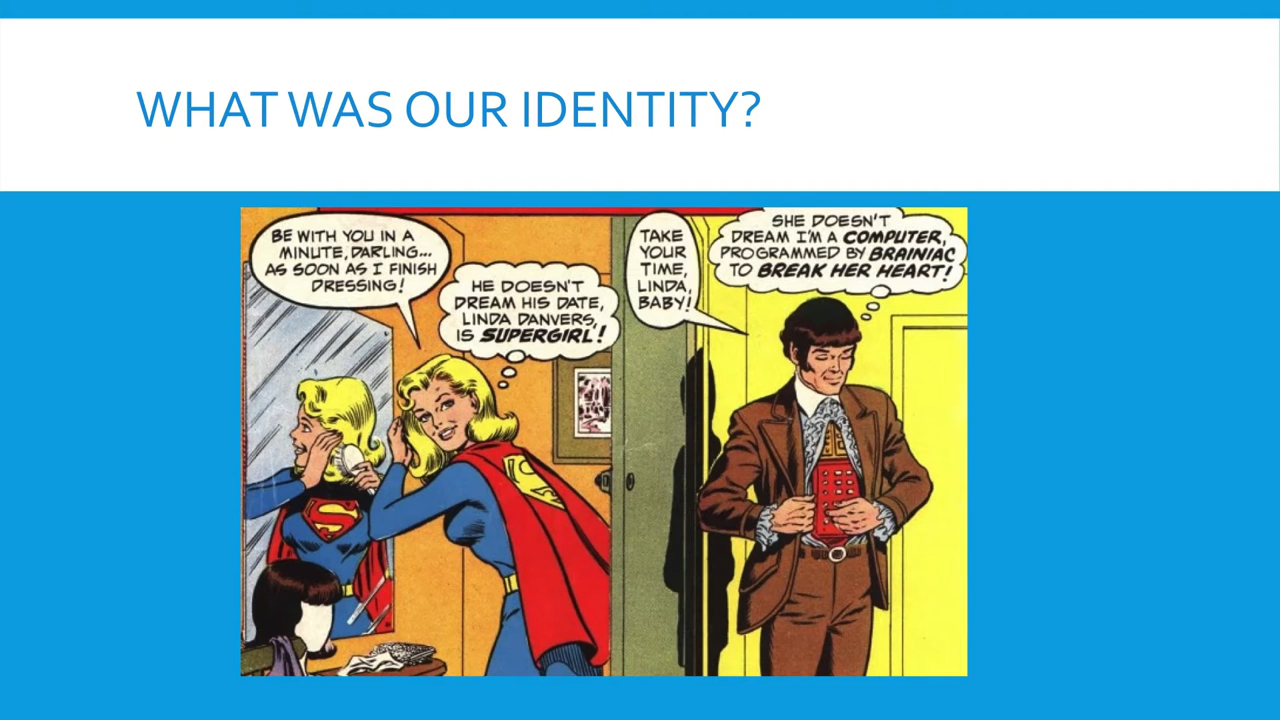 WHAT WAS OUR IDENTITY?
BE WITH YOU IN A
MINUTE, DARLING...
AS SOON AS I FINISH
DRESSING!
HE DOESN'T
DREAM HIS DATE,
LINDA DANVERS,
IS SUPERGIRL!
TAKE
YOUR
TIME,
LINDA,
BABY!
SHE DOESN'T
DREAM I'M A COMPUTER,
PROGRAMMED BY BRAINIAC
TO BREAK HER HEART!